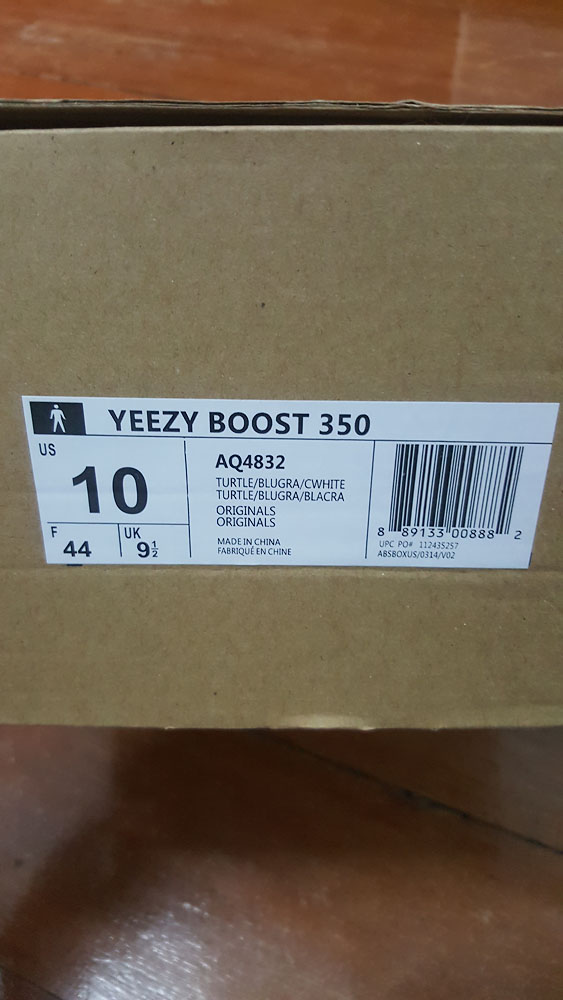 YEEZY BOOST 350
US
10
F
44
UK
9½
AQ4832
TURTLE/BLUGRA/CWHITE
TURTLE/BLUGRA/BLACRA
ORIGINALS
ORIGINALS
MADE IN CHINA
FABRIQUÉ EN CHINE
8 89133 00888 2
UPC PO# 112435257
ABSBOXUS/0314/V02